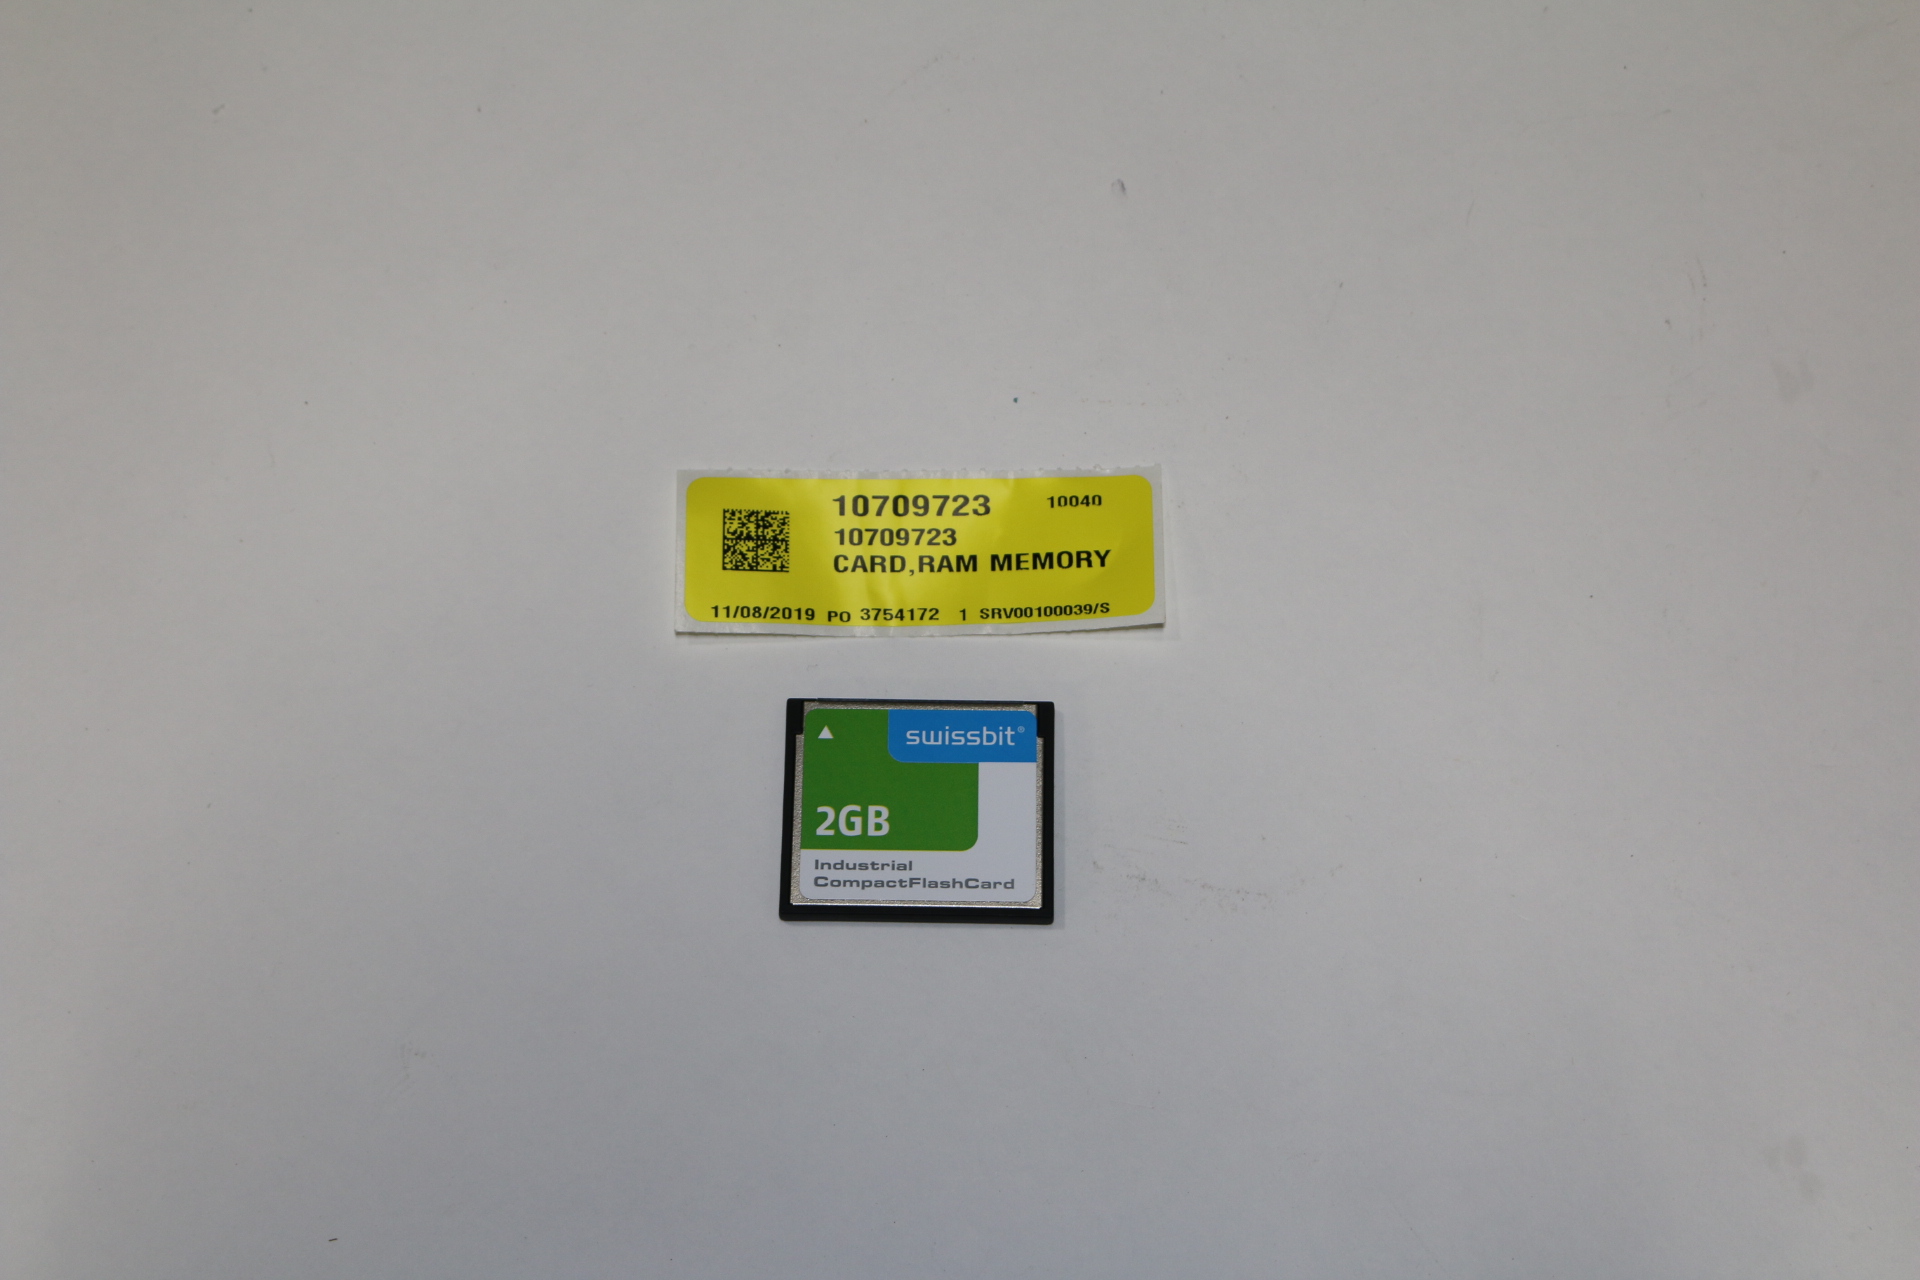 10709723 10040
10709723
CARD,RAM MEMORY
11/08/2019 PO 3754172 1 SRV00100039/S
swissbit®
2GB
Industrial
CompactFlashCard